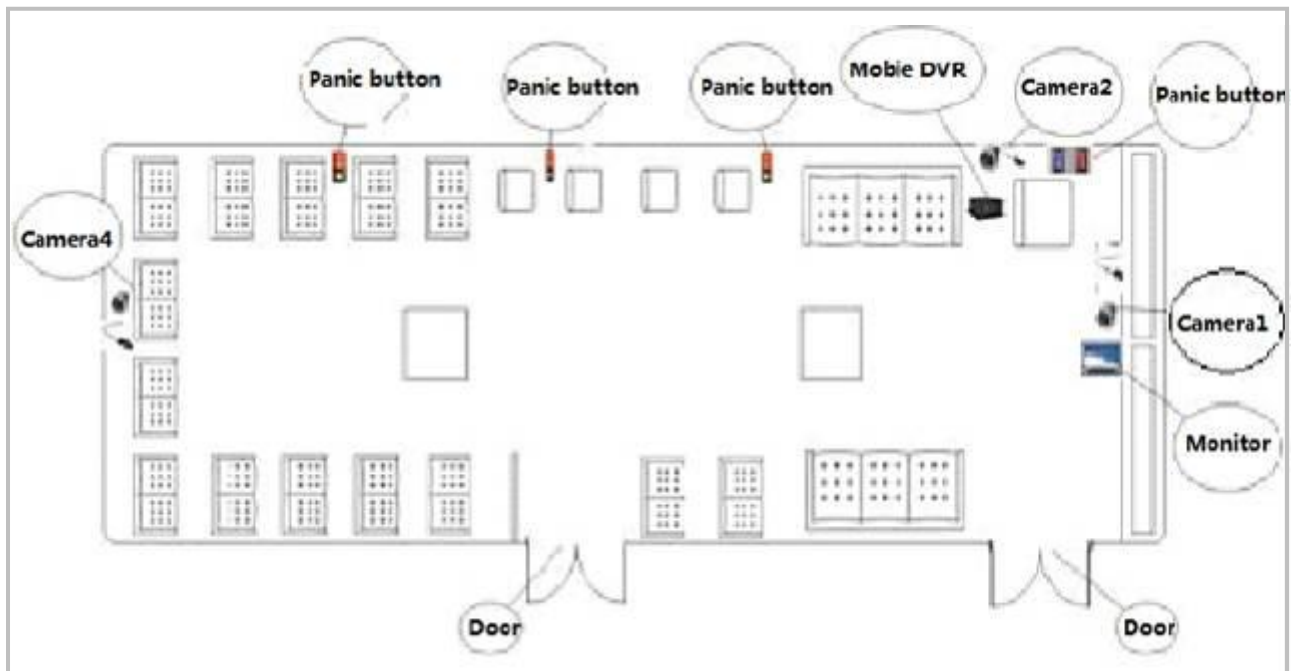 Panic button
Panic button
Panic button
Mobie DVR
Camera2
Panic button
Camera4
Camera1
Monitor
Door
Door